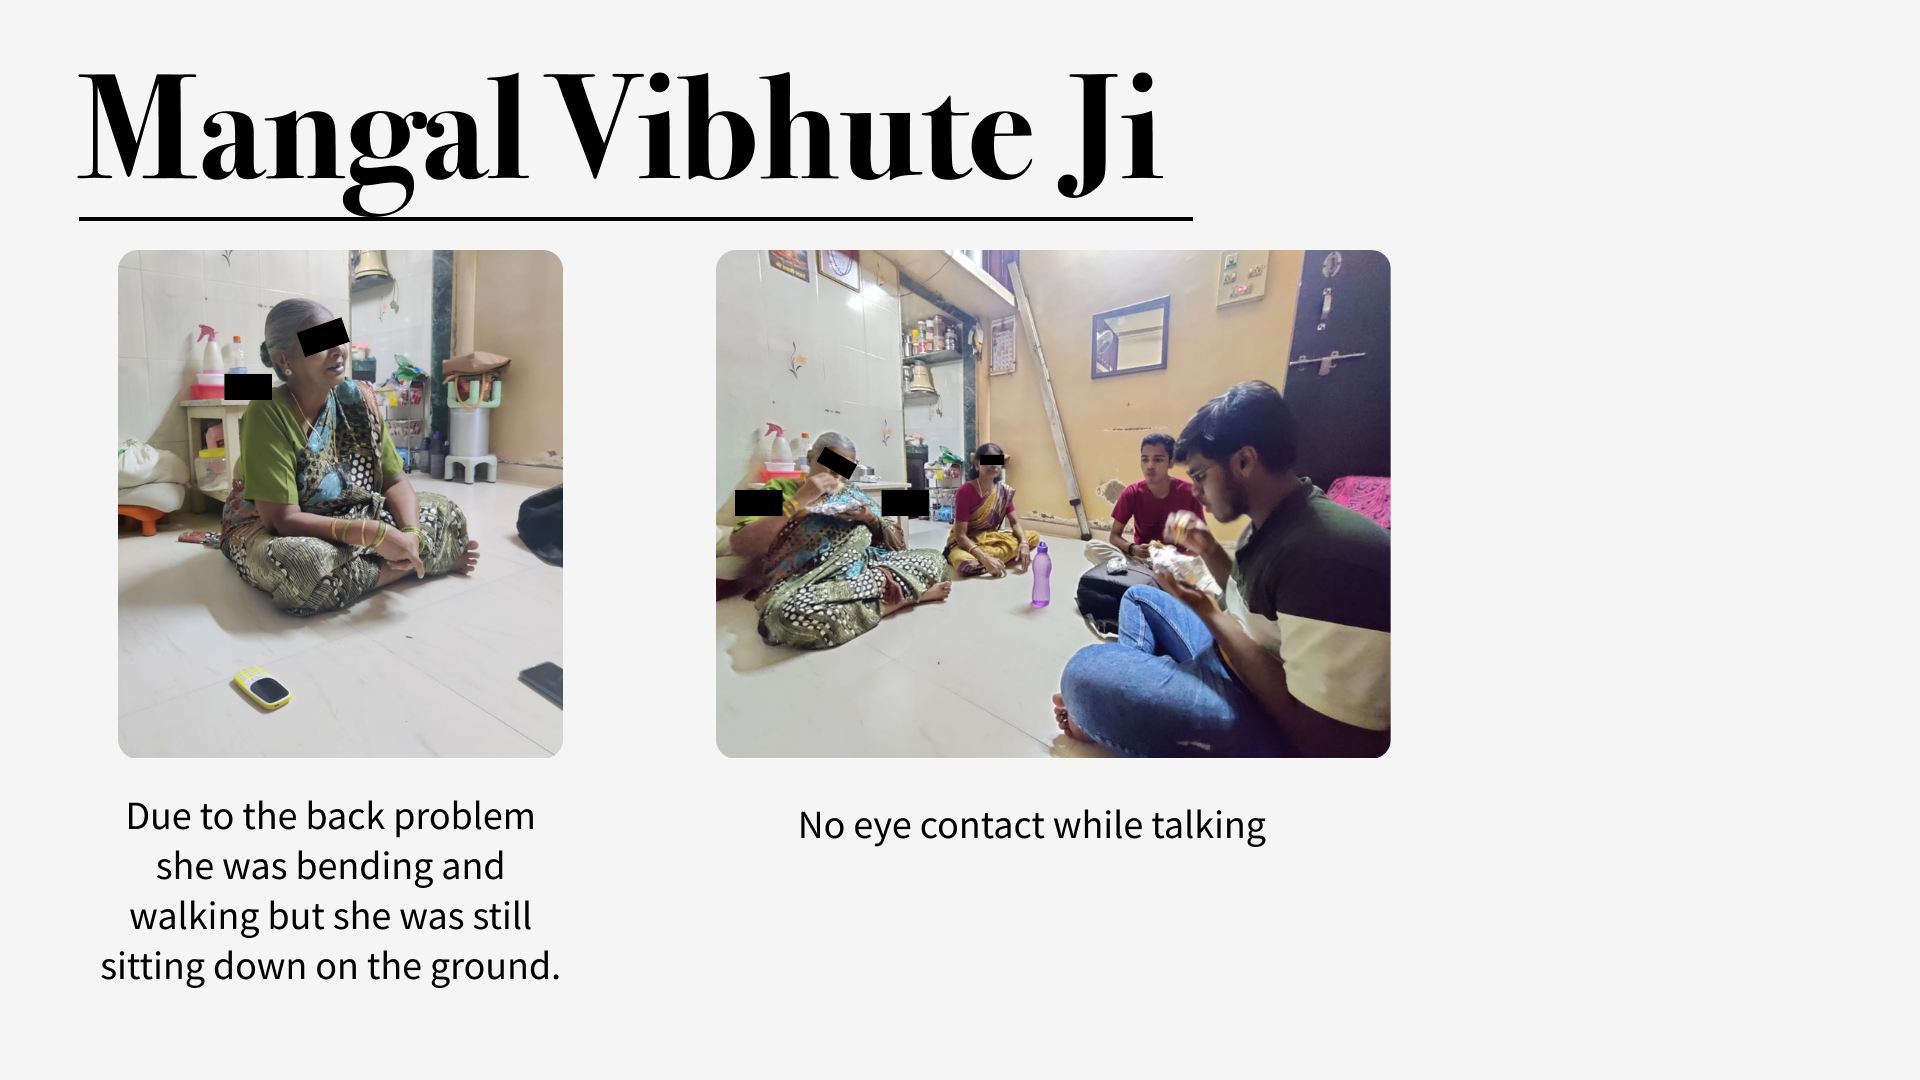 Mangal Vibhute Ji
Due to the back problem
she was bending and
walking but she was still
sitting down on the ground.
No eye contact while talking